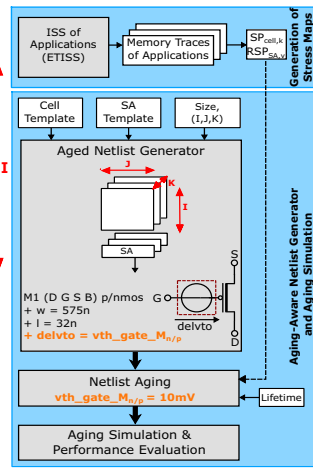 ISS of
Applications
(ETISS)
Memory Traces
of Applications
SP_cell,k
RSP_SA,v
Generation of
Stress Maps
Cell
Template
SA
Template
Size,
(I,J,K)
Aged Netlist Generator
J
K
I
I
SA
M1 (D G S B) p/nmos
+ w = 575n
+ l = 32n
+ delvto = vth_gate_M_n/p
S
G
delvto
D
Aging-Aware Netlist Generator
and Aging Simulation
Netlist Aging
vth_gate_M_n/p = 10mV
Lifetime
Aging Simulation &
Performance Evaluation